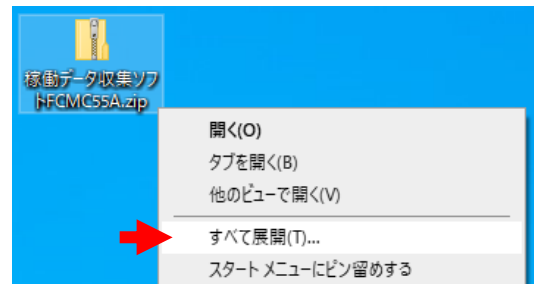 稼働データ収集ソフ
トFCMC55A.zip
開く(O)
タブを開く(B)
他のビューで開く(V)
すべて展開(T)...
スタート メニューにピン留めする